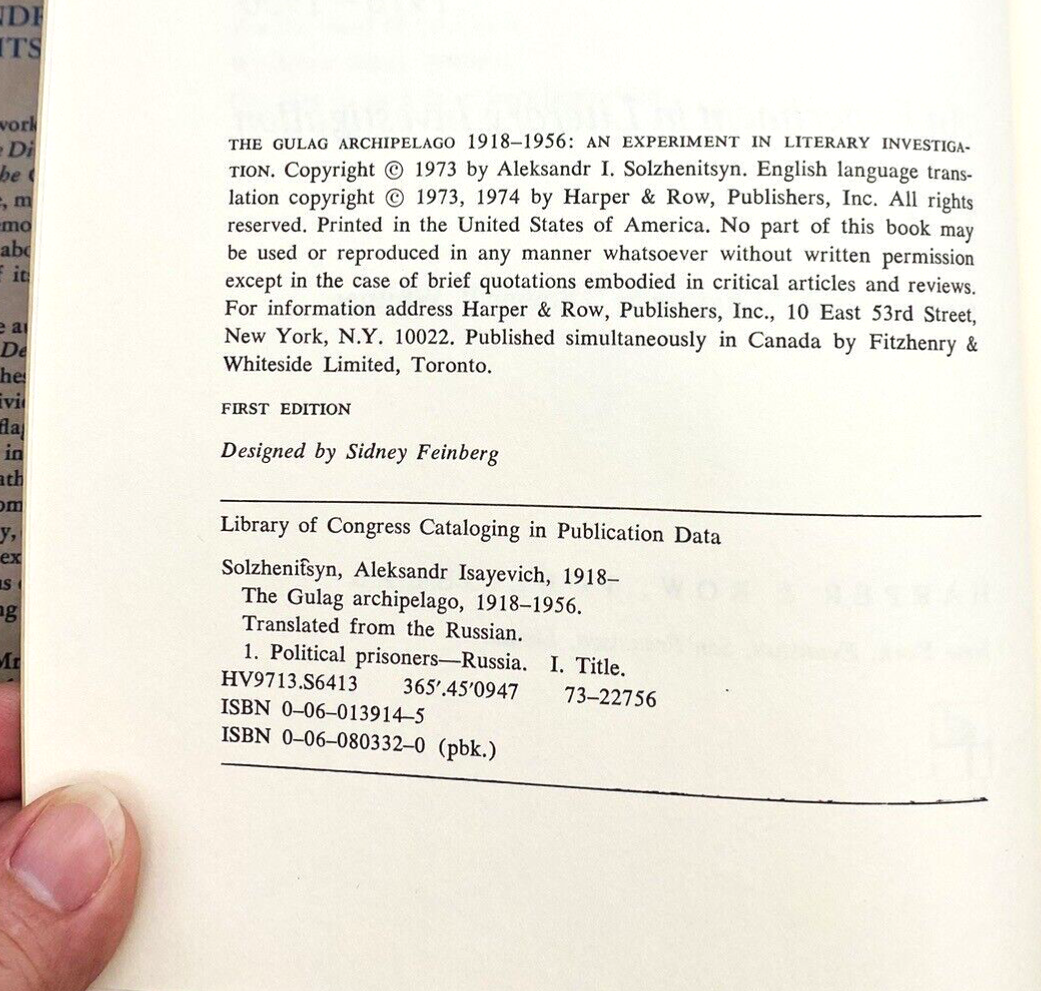 THE GULAG ARCHIPELAGO 1918–1956: AN EXPERIMENT IN LITERARY INVESTIGA-
TION. Copyright © 1973 by Aleksandr I. Solzhenitsyn. English language trans-
lation copyright © 1973, 1974 by Harper & Row, Publishers, Inc. All rights
reserved. Printed in the United States of America. No part of this book may
be used or reproduced in any manner whatsoever without written permission
except in the case of brief quotations embodied in critical articles and reviews.
For information address Harper & Row, Publishers, Inc., 10 East 53rd Street,
New York, N.Y. 10022. Published simultaneously in Canada by Fitzhenry &
Whiteside Limited, Toronto.
FIRST EDITION
Designed by Sidney Feinberg
Library of Congress Cataloging in Publication Data
Solzhenit͡syn, Aleksandr Isayevich, 1918–
The Gulag archipelago, 1918–1956.
Translated from the Russian.
1. Political prisoners—Russia. I. Title.
HV9713.S6413 365'.45'0947 73–22756
ISBN 0–06–013914–5
ISBN 0–06–080332–0 (pbk.)